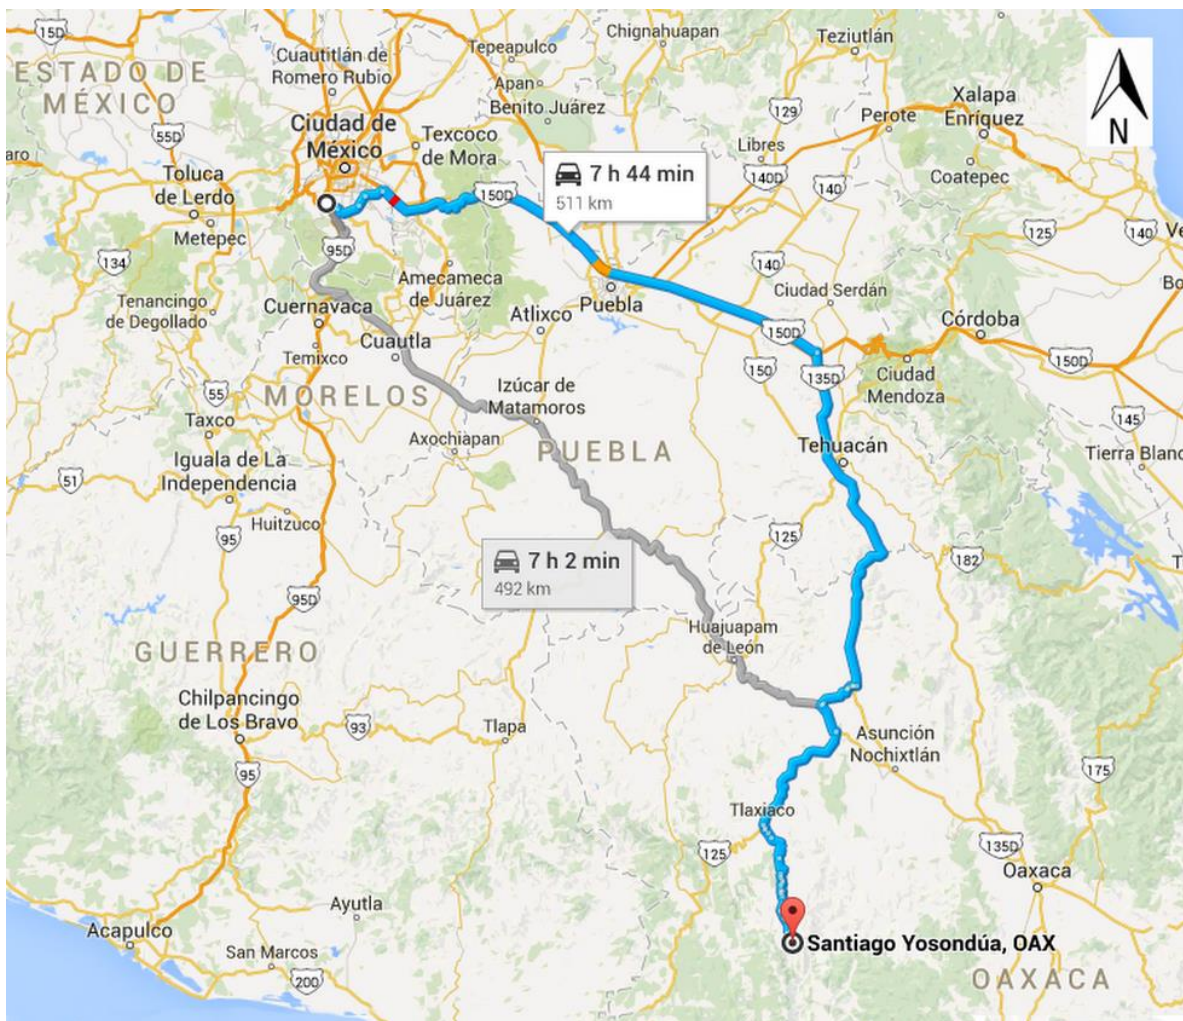 15D
Chignahuapan
Teziutlán
Cuautitlán de
Romero Rubio
Tepeapulco
ESTADO DE
MÉXICO
Apan
Benito Juárez
129
Perote
Xalapa
Enríquez
N
Ciudad de
México
Texcoco
de Mora
55D
Libres
aro
Toluca
de Lerdo
7 h 44 min
511 km
140D
140
Coatepec
150D
Metepec
95D
125
140
Ve
134
Amecameca
de Juárez
140
Ciudad Serdán
Bo
Tenancingo
de Degollado
Cuernavaca
Puebla
Atlixco
Córdoba
150D
Cuautla
Temixco
150D
150
135D
Ciudad
Mendoza
55
MORELOS
Izúcar de
Matamoros
145
Taxco
Axochiapan
PUEBLA
Tehuacán
Tierra Blanc
Iguala de La
Independencia
51
Huitzuco
95
125
182
T
7 h 2 min
492 km
95D
Huajuapam
de León
GUERRERO
Chilpancingo
de Los Bravo
93
Tlapa
Asunción
Nochixtlán
175
95
Tlaxiaco
125
135D
Oaxaca
Ayutla
Acapulco
Santiago Yosondúa, OAX
San Marcos
200
OAXACA